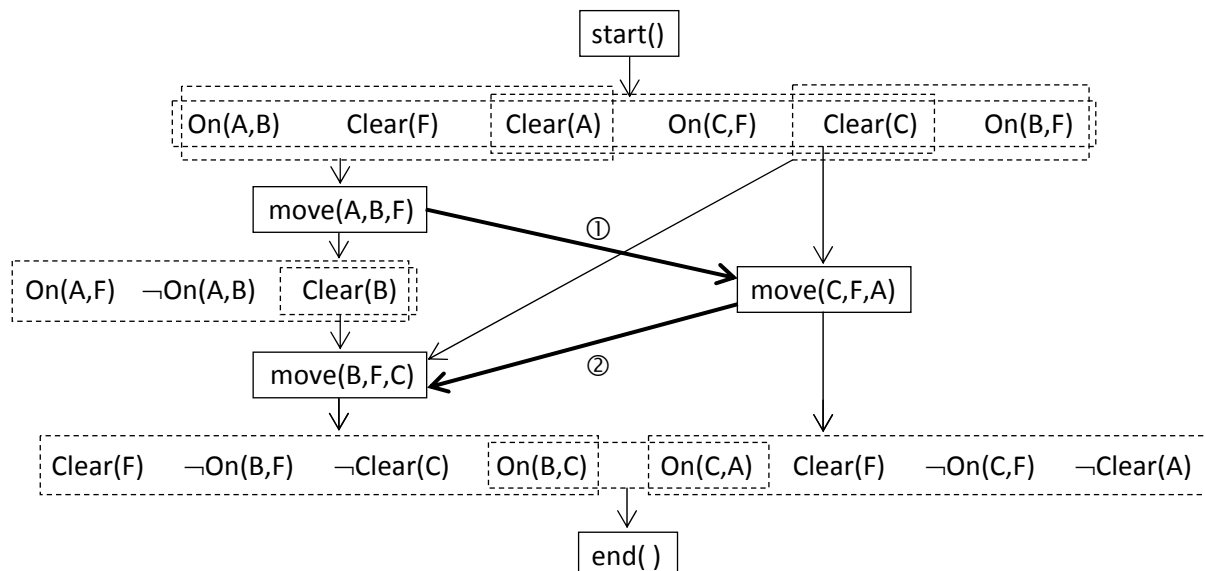 start()
On(A,B) Clear(F) Clear(A) On(C,F) Clear(C) On(B,F)
move(A,B,F)
①
On(A,F) ¬On(A,B) Clear(B)
move(C,F,A)
②
move(B,F,C)
Clear(F) ¬On(B,F) ¬Clear(C) On(B,C) On(C,A) Clear(F) ¬On(C,F) ¬Clear(A)
end( )